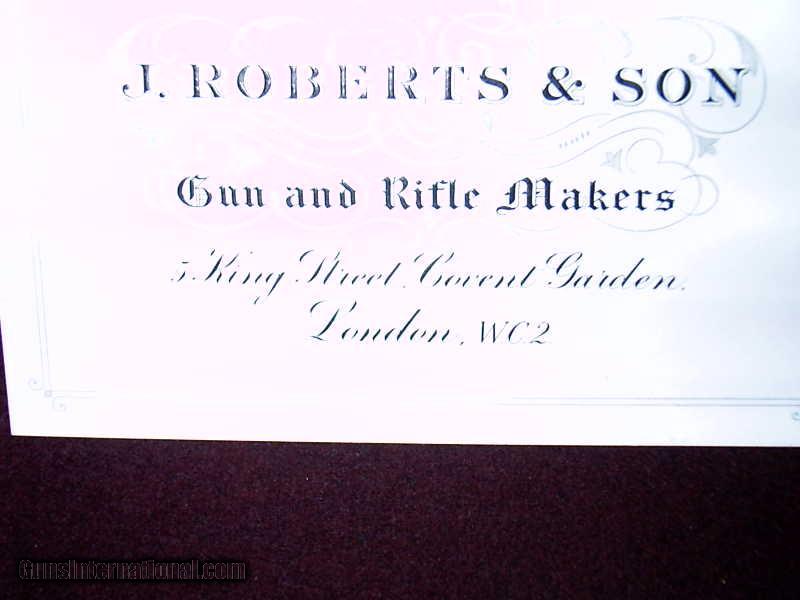 J. ROBERTS & SON
Gun and Rifle Makers
5 King Street, Covent Garden,
London, WC2
GunsInternational.com